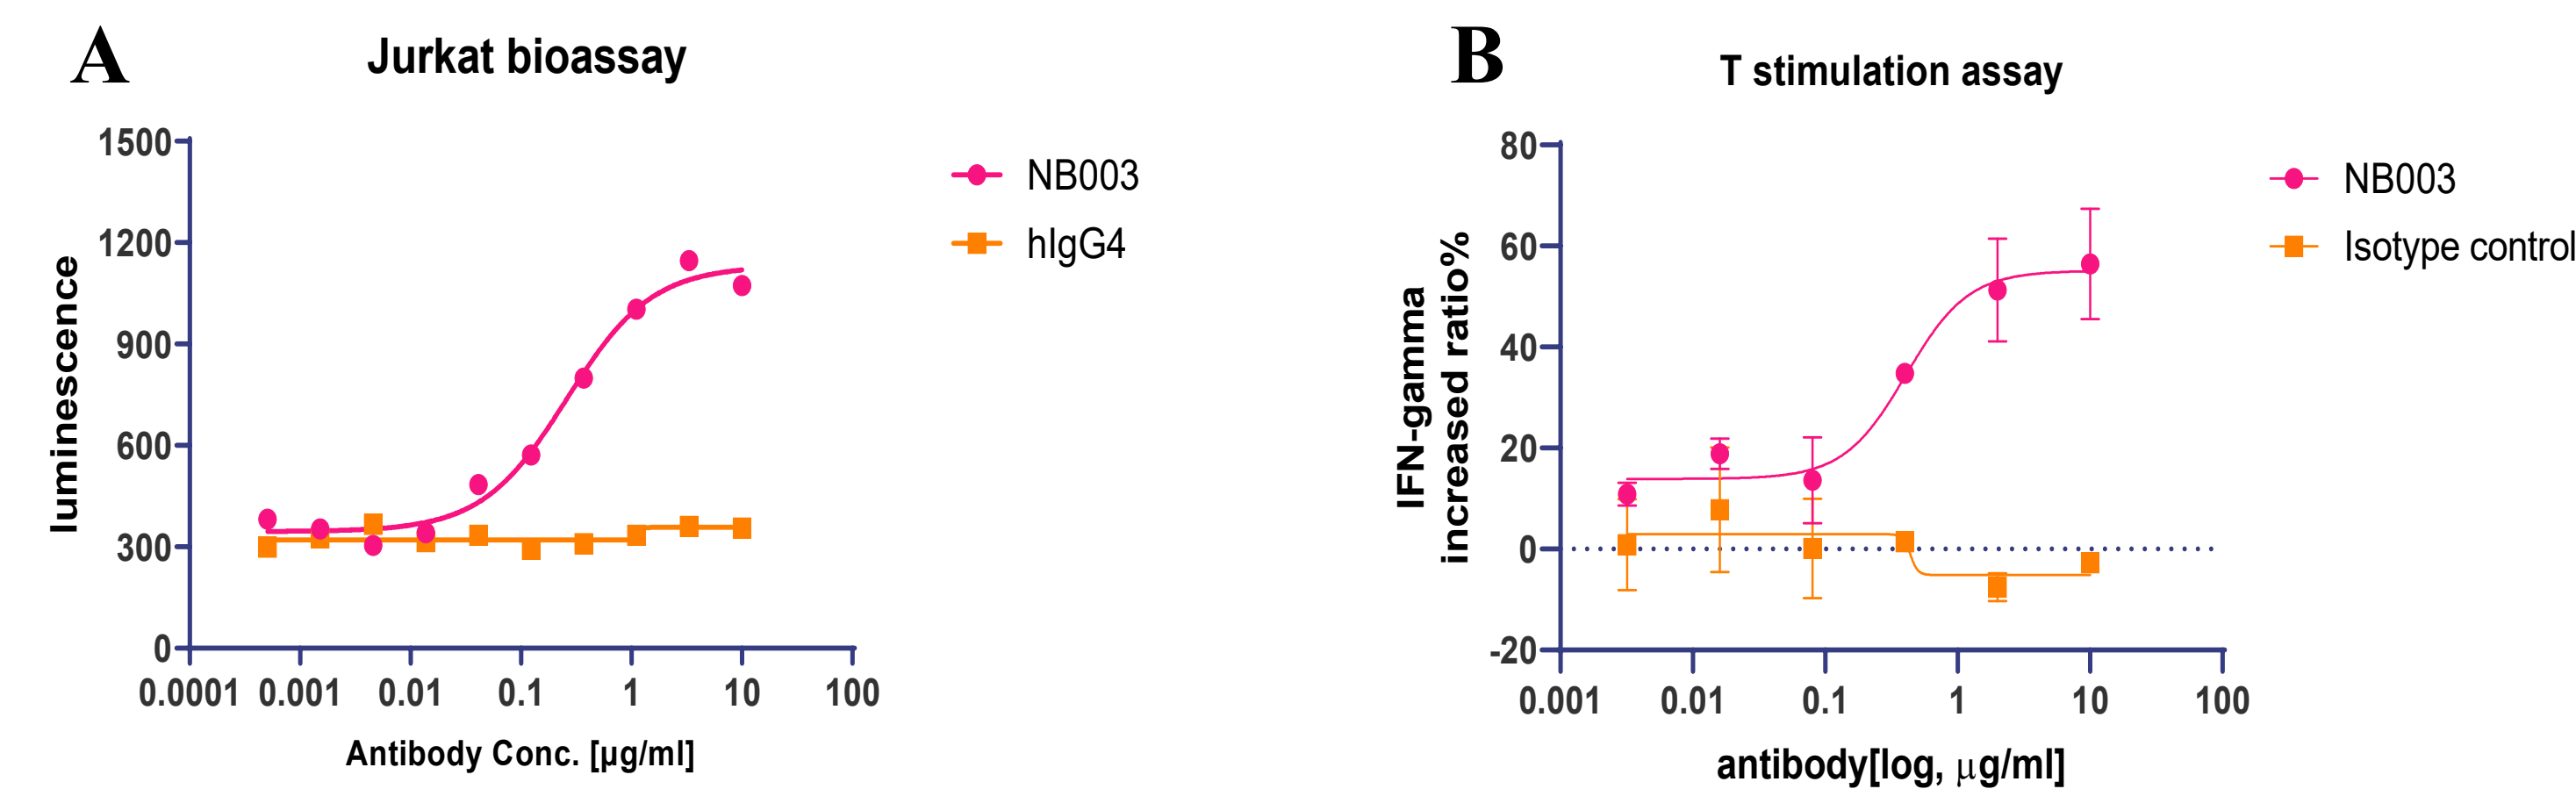 A
Jurkat bioassay
1500
1200
900
600
300
0
luminescence
0.0001 0.001 0.01 0.1 1 10 100
Antibody Conc. [µg/ml]
NB003
hIgG4
B
T stimulation assay
80
60
40
20
0
-20
IFN-gamma
increased ratio%
0.001 0.01 0.1 1 10 100
antibody[log, µg/ml]
NB003
Isotype control